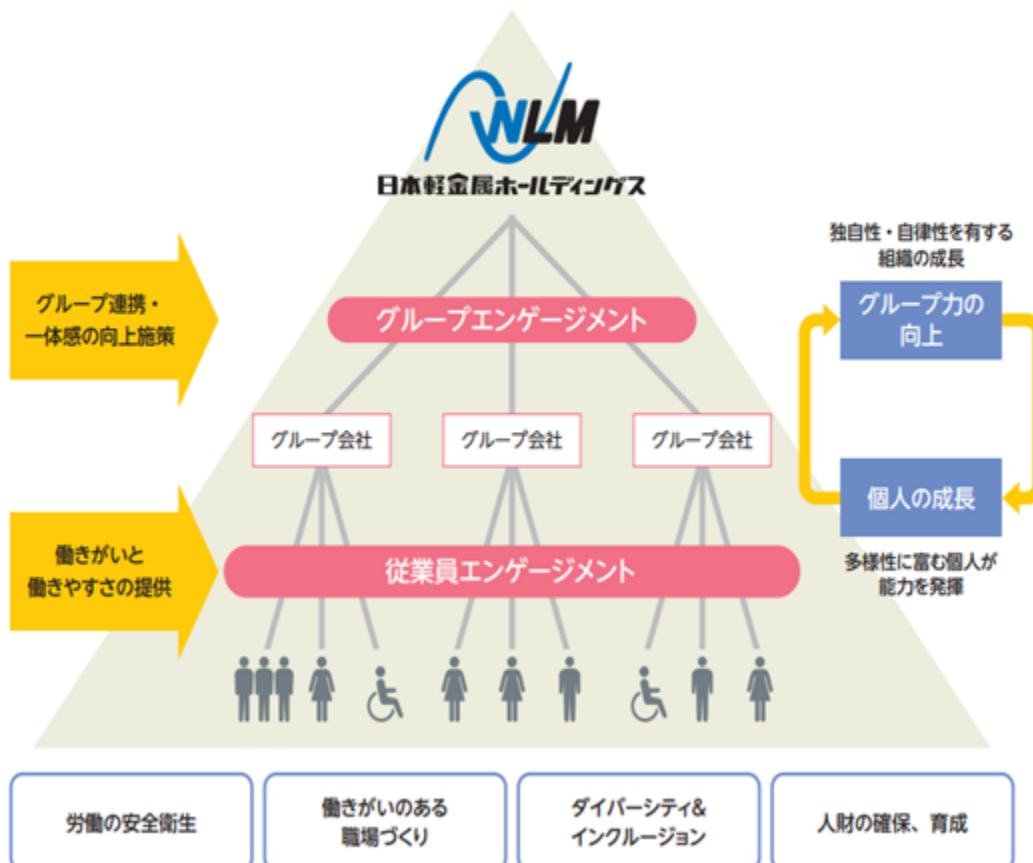 NLM
日本軽金属ホールディングス
グループ連携・
一体感の向上施策
グループエンゲージメント
独自性・自律性を有する
組織の成長
グループ力の
向上
グループ会社
グループ会社
グループ会社
個人の成長
多様性に富む個人が
能力を発揮
働きがいと
働きやすさの提供
従業員エンゲージメント
労働の安全衛生
働きがいのある
職場づくり
ダイバーシティ&
インクルージョン
人財の確保、育成